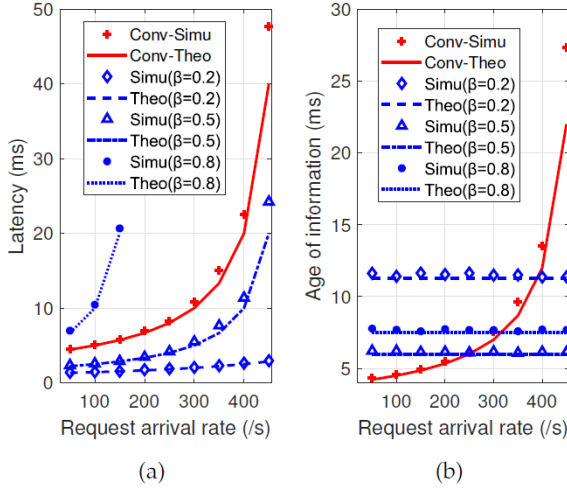 50
40
30
20
10
0
Latency (ms)
Conv-Simu
Conv-Theo
Simu(β=0.2)
Theo(β=0.2)
Simu(β=0.5)
Theo(β=0.5)
Simu(β=0.8)
Theo(β=0.8)
100 200 300 400
Request arrival rate (/s)
(a)
30
25
20
15
10
5
Age of information (ms)
Conv-Simu
Conv-Theo
Simu(β=0.2)
Theo(β=0.2)
Simu(β=0.5)
Theo(β=0.5)
Simu(β=0.8)
Theo(β=0.8)
100 200 300 400
Request arrival rate (/s)
(b)